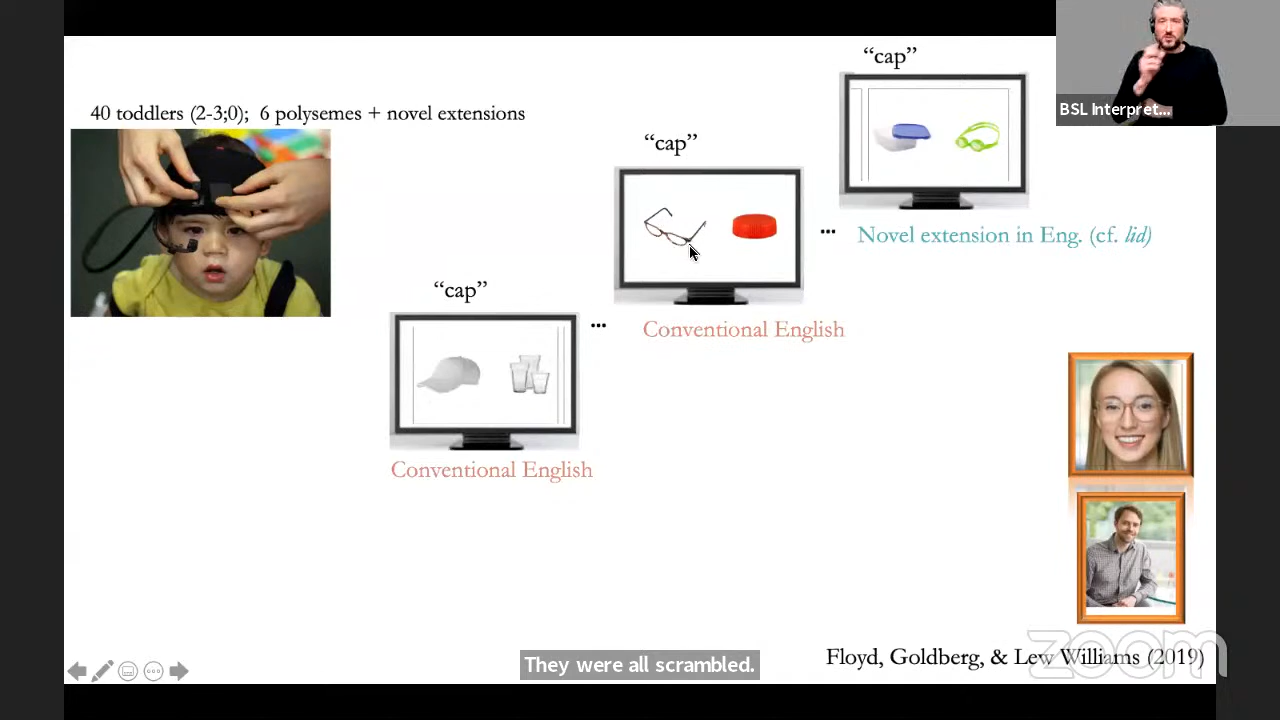 “cap”
BSL Interpret...
40 toddlers (2-3;0);  6 polysemes + novel extensions
“cap”
... Novel extension in Eng. (cf. lid)
“cap”
... Conventional English
Conventional English
They were all scrambled.
Floyd, Goldberg, & Lew Williams (2019)
zoom